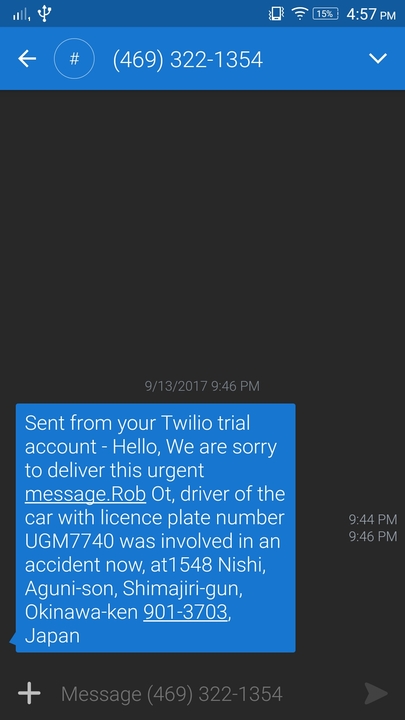 15% 4:57 PM
# (469) 322-1354
9/13/2017 9:46 PM
Sent from your Twilio trial
account - Hello, We are sorry
to deliver this urgent
message.Rob Ot, driver of the
car with licence plate number
UGM7740 was involved in an
accident now, at1548 Nishi,
Aguni-son, Shimajiri-gun,
Okinawa-ken 901-3703,
Japan
9:44 PM
9:46 PM
Message (469) 322-1354